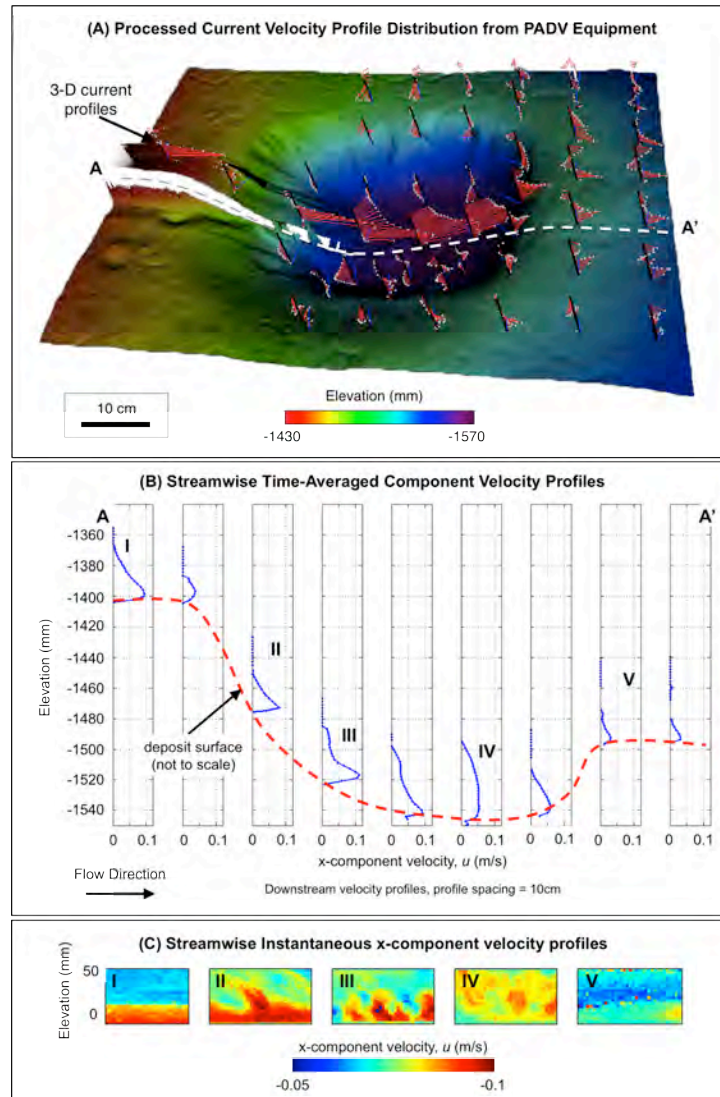 (A) Processed Current Velocity Profile Distribution from PADV Equipment
3-D current
profiles
A
A'
Elevation (mm)
10 cm
-1430
-1570
(B) Streamwise Time-Averaged Component Velocity Profiles
A
A'
-1360
-1380
-1400
-1420
-1440
-1460
-1480
-1500
-1520
-1540
Elevation (mm)
I
II
III
IV
V
deposit surface
(not to scale)
0 0.1 0 0.1 0 0.1 0 0.1 0 0.1 0 0.1 0 0.1 0 0.1 0 0.1
x-component velocity, u (m/s)
Flow Direction
Downstream velocity profiles, profile spacing = 10cm
(C) Streamwise Instantaneous x-component velocity profiles
Elevation (mm)
50
0
I II III IV V
x-component velocity, u (m/s)
-0.05
-0.1